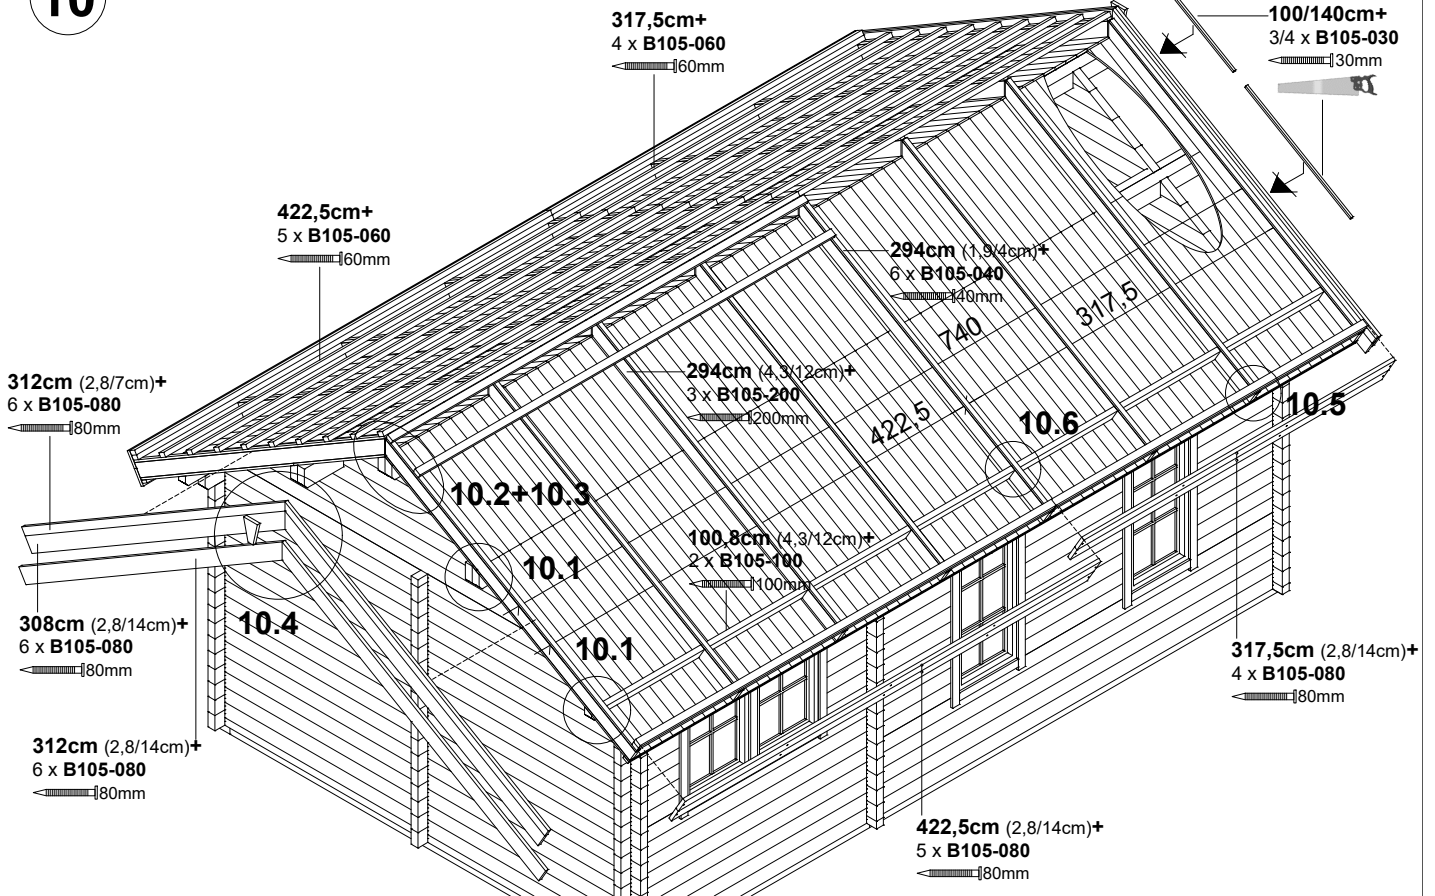 10
317,5cm+
4 x B105-060
60mm
100/140cm+
3/4 x B105-030
30mm
422,5cm+
5 x B105-060
60mm
294cm (1,9/4cm)+
6 x B105-040
40mm
740
317,5
312cm (2,8/7cm)+
6 x B105-080
80mm
294cm (4,3/12cm)+
3 x B105-200
200mm
422,5
10.6
10.5
10.2+10.3
100,8cm (4,3/12cm)+
2 x B105-100
100mm
10.1
10.1
10.4
308cm (2,8/14cm)+
6 x B105-080
80mm
317,5cm (2,8/14cm)+
4 x B105-080
80mm
312cm (2,8/14cm)+
6 x B105-080
80mm
422,5cm (2,8/14cm)+
5 x B105-080
80mm